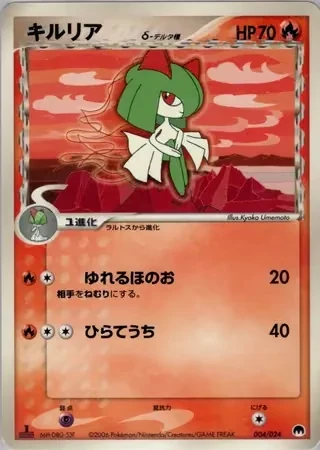 キルリア
δ-デルタ種
HP70
Illus.Kyoko Umemoto
1進化
ラルトスから進化
ゆれるほのお 20
相手をねむりにする。
ひらてうち 40
弱点 抵抗力 にげる
©2006 Pokémon/Nintendo/Creatures/GAME FREAK.
004/024